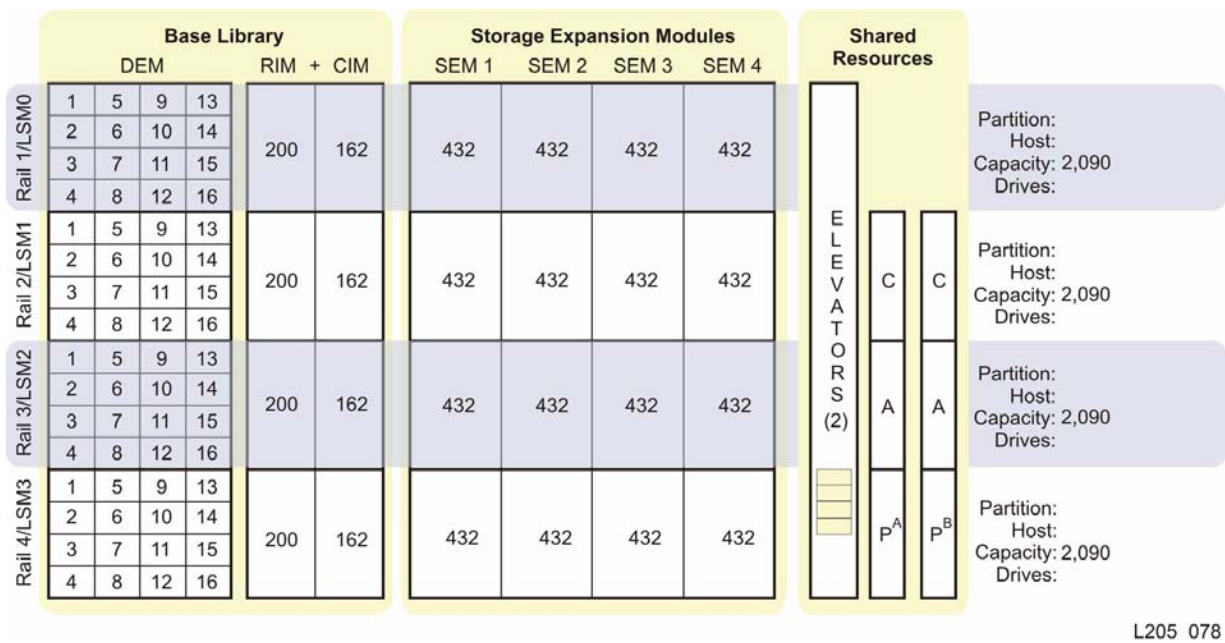 Base Library Storage Expansion Modules Shared Resources
DEM RIM + CIM SEM 1 SEM 2 SEM 3 SEM 4
Rail 1/LSM0
1 5 9 13
2 6 10 14
3 7 11 15
4 8 12 16
200 162 432 432 432 432
Partition:
Host:
Capacity: 2,090
Drives:
Rail 2/LSM1
1 5 9 13
2 6 10 14
3 7 11 15
4 8 12 16
200 162 432 432 432 432
ELEVATORS (2)
C C
Partition:
Host:
Capacity: 2,090
Drives:
Rail 3/LSM2
1 5 9 13
2 6 10 14
3 7 11 15
4 8 12 16
200 162 432 432 432 432
A A
Partition:
Host:
Capacity: 2,090
Drives:
Rail 4/LSM3
1 5 9 13
2 6 10 14
3 7 11 15
4 8 12 16
200 162 432 432 432 432
P^A P^B
Partition:
Host:
Capacity: 2,090
Drives:
L205_078